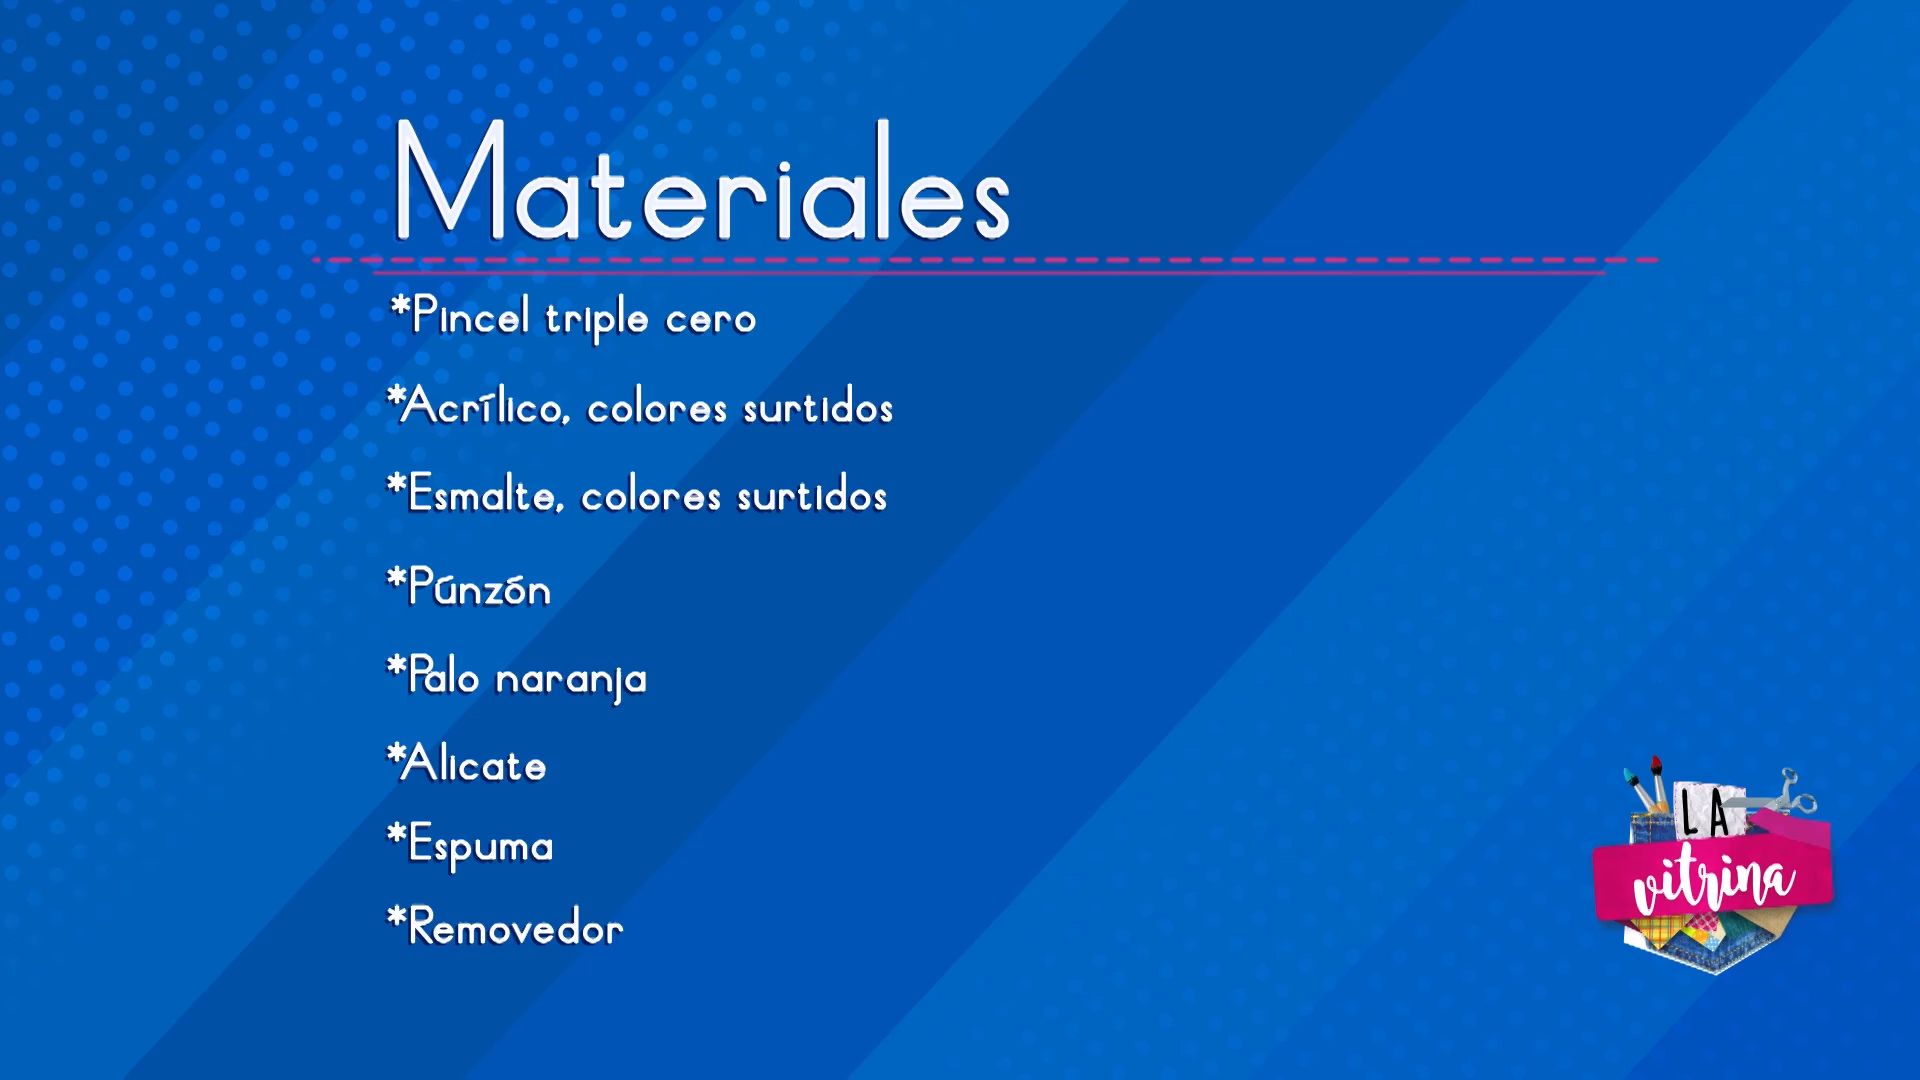 Materiales
*Pincel triple cero
*Acrílico, colores surtidos
*Esmalte, colores surtidos
*Púnzón
*Palo naranja
*Alicate
*Espuma
*Removedor
LA
vitrina